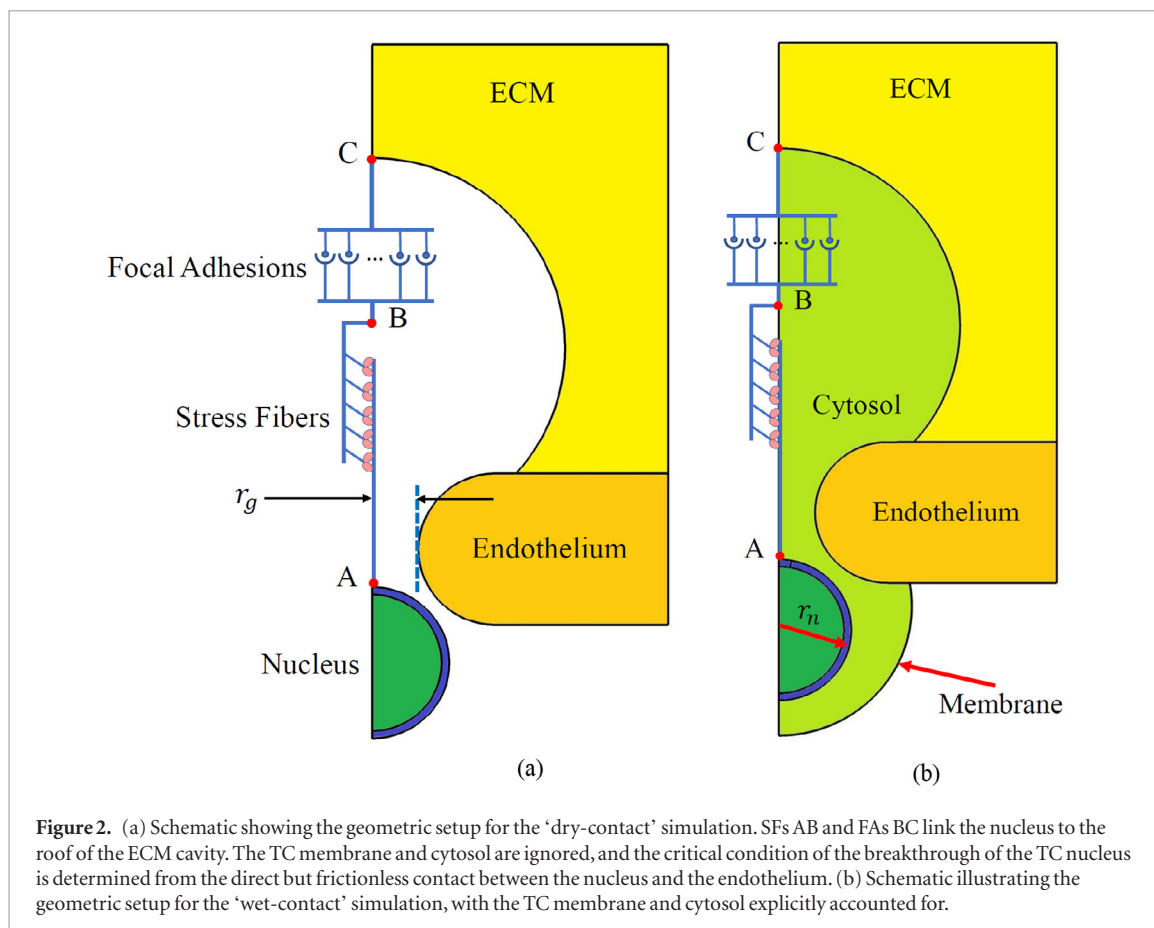 ECM
C
Focal Adhesions
...
B
Stress Fibers
r_g
Endothelium
A
Nucleus
(a)
ECM
C
...
B
Cytosol
Endothelium
A
r_n
Membrane
(b)
Figure 2. (a) Schematic showing the geometric setup for the ‘dry-contact’ simulation. SFs AB and FAs BC link the nucleus to the
roof of the ECM cavity. The TC membrane and cytosol are ignored, and the critical condition of the breakthrough of the TC nucleus
is determined from the direct but frictionless contact between the nucleus and the endothelium. (b) Schematic illustrating the
geometric setup for the ‘wet-contact’ simulation, with the TC membrane and cytosol explicitly accounted for.